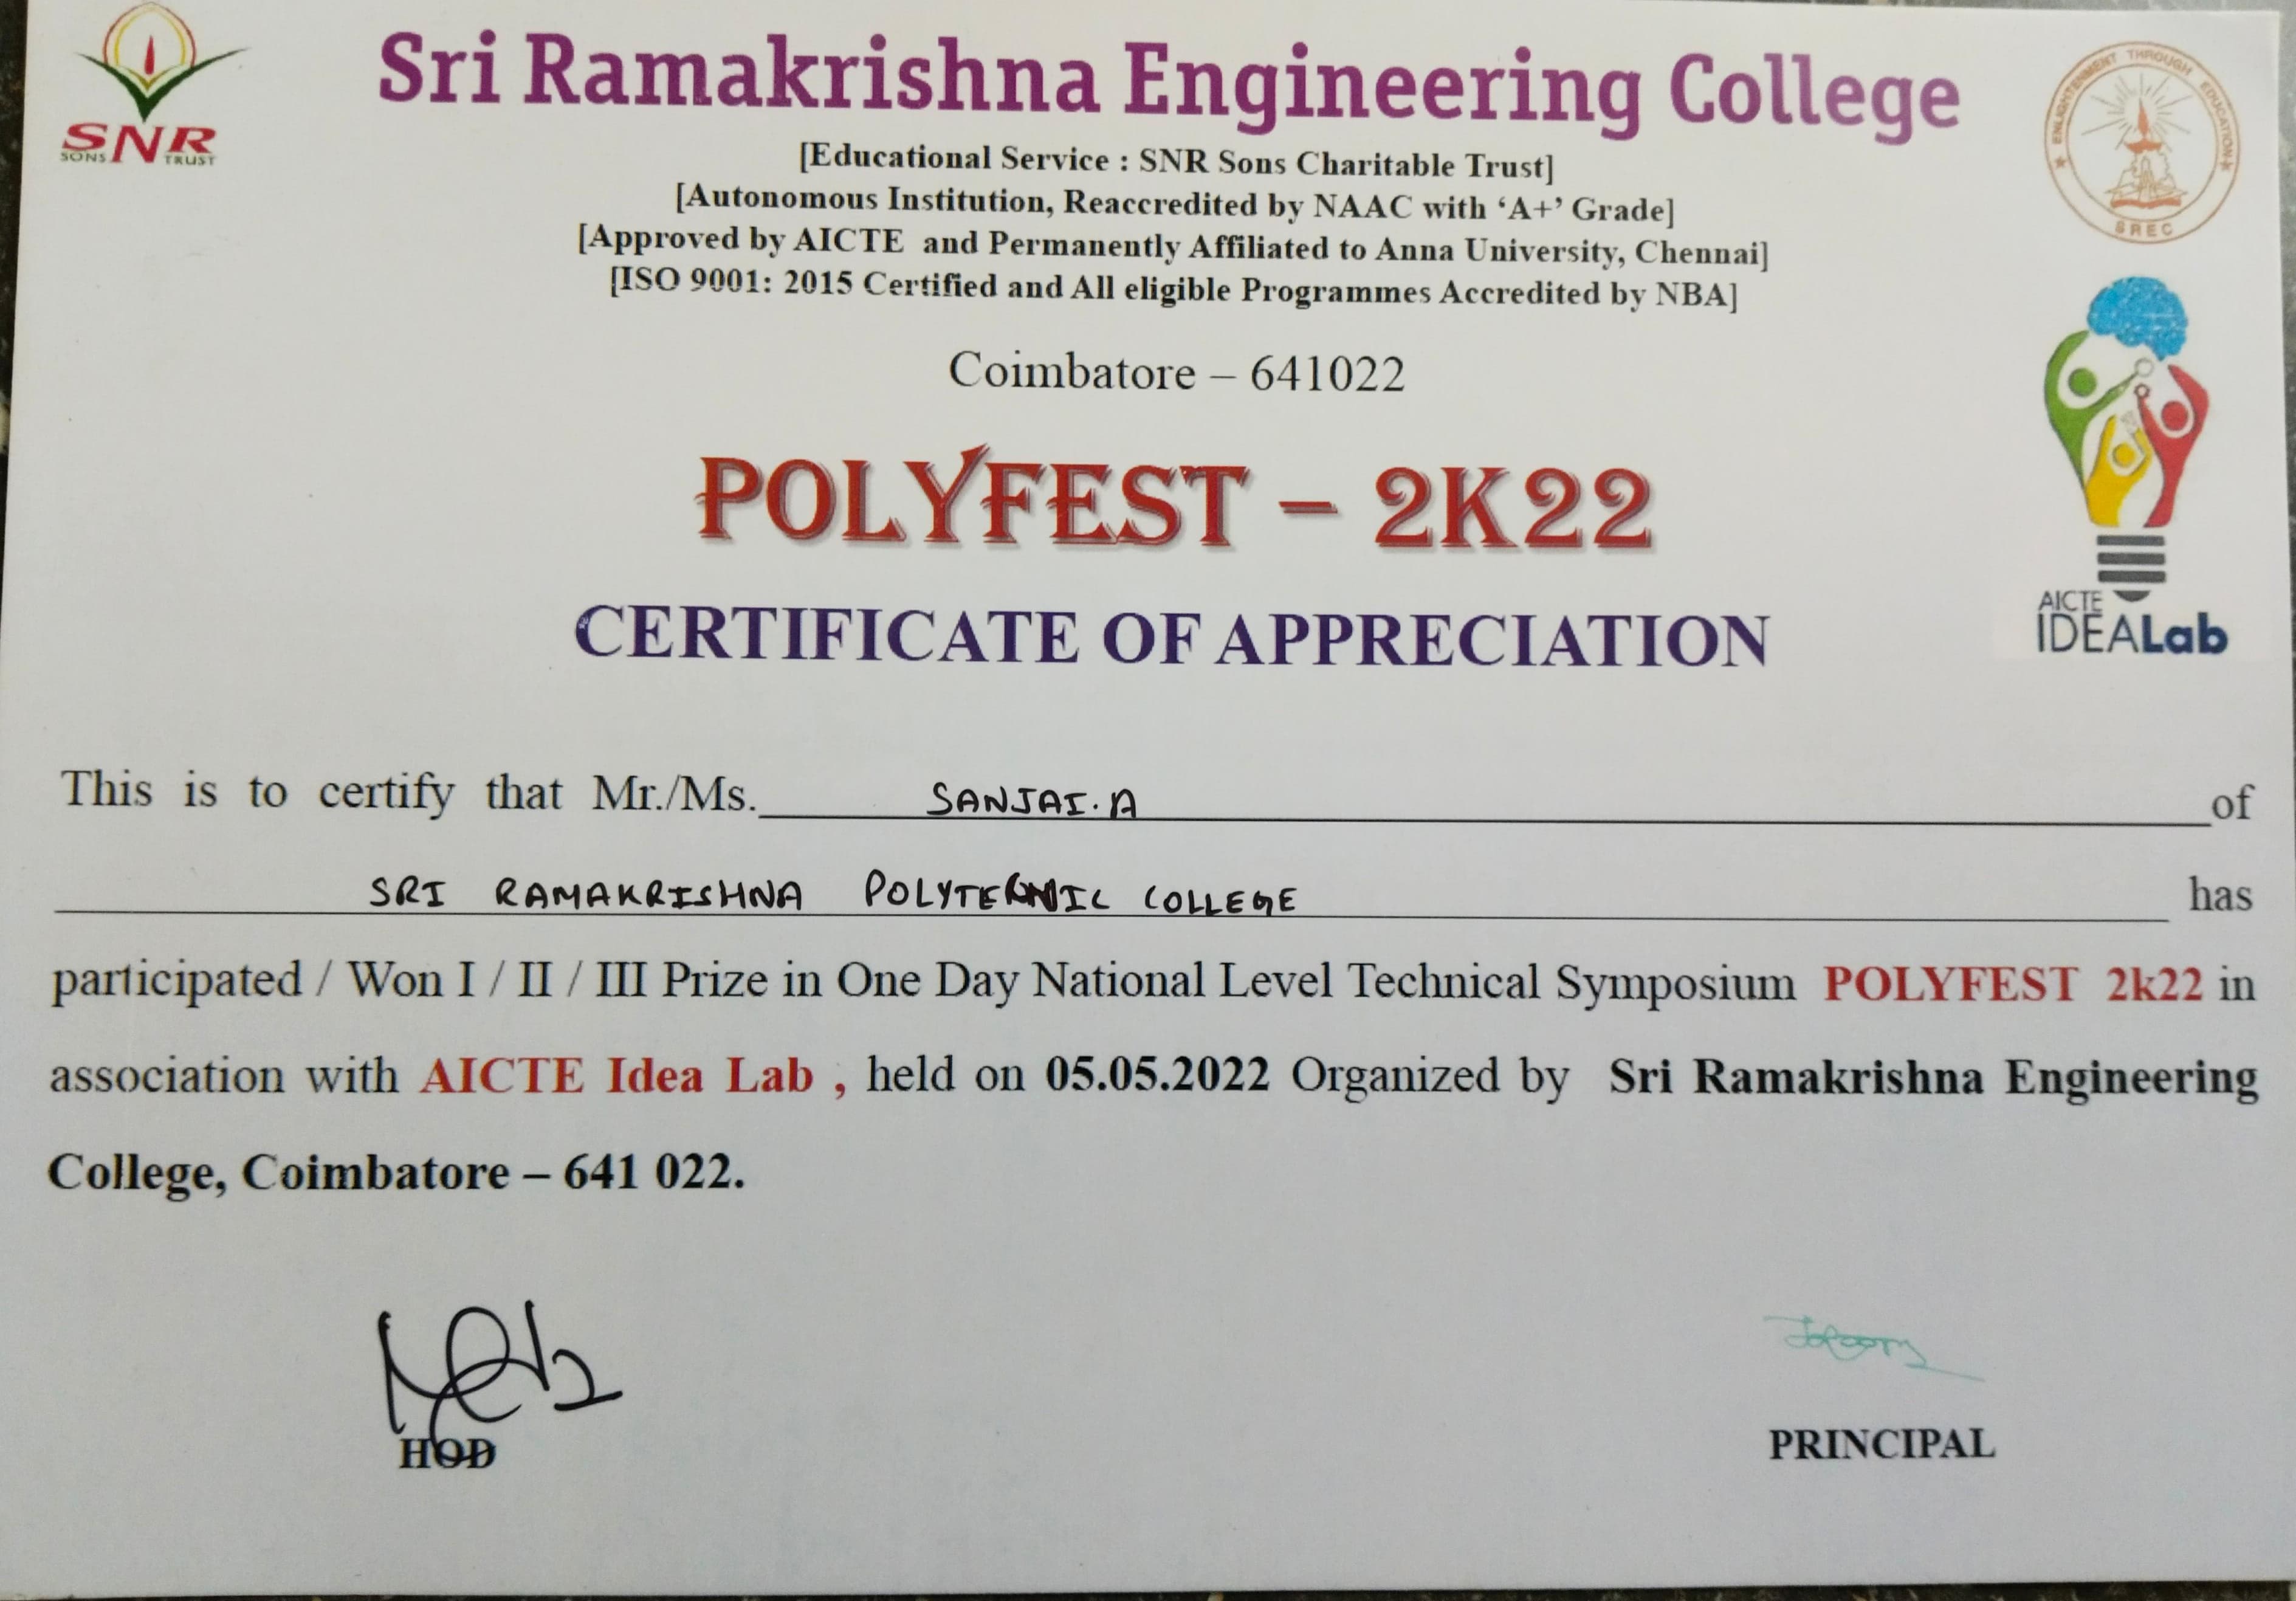 SNR
SONS TRUST
Sri Ramakrishna Engineering College
[Educational Service : SNR Sons Charitable Trust]
[Autonomous Institution, Reaccredited by NAAC with ‘A+’ Grade]
[Approved by AICTE and Permanently Affiliated to Anna University, Chennai]
[ISO 9001: 2015 Certified and All eligible Programmes Accredited by NBA]
ENLIGHTENMENT THROUGH EDUCATION
SREC
Coimbatore – 641022
POLYFEST – 2K22
AICTE
IDEALab
CERTIFICATE OF APPRECIATION
This is to certify that Mr./Ms. SANJAI.A of
SRI RAMAKRISHNA COLLEGE has
participated / Won I / II / III Prize in One Day National Level Technical Symposium POLYFEST 2k22 in
association with AICTE Idea Lab , held on 05.05.2022 Organized by Sri Ramakrishna Engineering
College, Coimbatore – 641 022.
HOD
PRINCIPAL